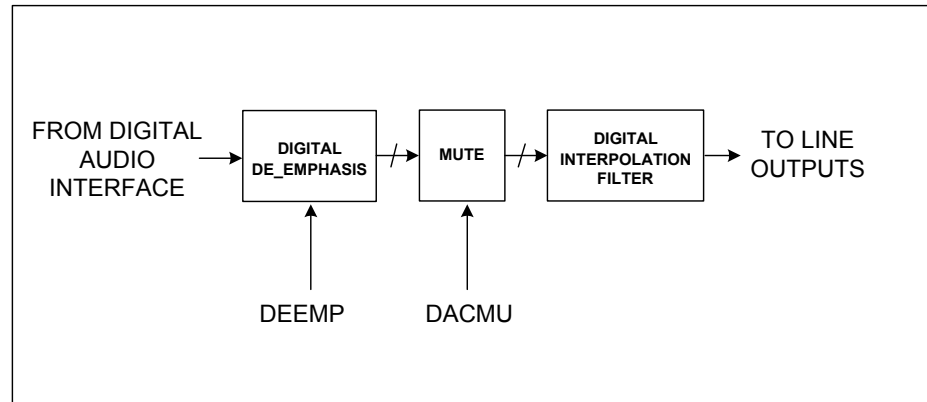 FROM DIGITAL
AUDIO
INTERFACE
DIGITAL
DE_EMPHASIS
MUTE
DIGITAL
INTERPOLATION
FILTER
TO LINE
OUTPUTS
DEEMP
DACMU